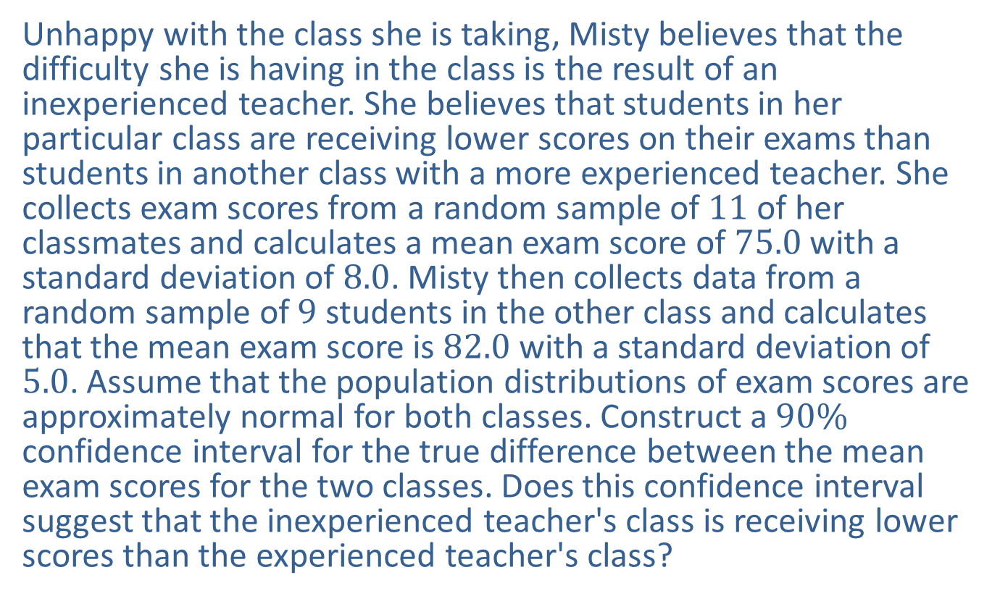 Unhappy with the class she is taking, Misty believes that the
difficulty she is having in the class is the result of an
inexperienced teacher. She believes that students in her
particular class are receiving lower scores on their exams than
students in another class with a more experienced teacher. She
collects exam scores from a random sample of 11 of her
classmates and calculates a mean exam score of 75.0 with a
standard deviation of 8.0. Misty then collects data from a
random sample of 9 students in the other class and calculates
that the mean exam score is 82.0 with a standard deviation of
5.0. Assume that the population distributions of exam scores are
approximately normal for both classes. Construct a 90%
confidence interval for the true difference between the mean
exam scores for the two classes. Does this confidence interval
suggest that the inexperienced teacher's class is receiving lower
scores than the experienced teacher's class?